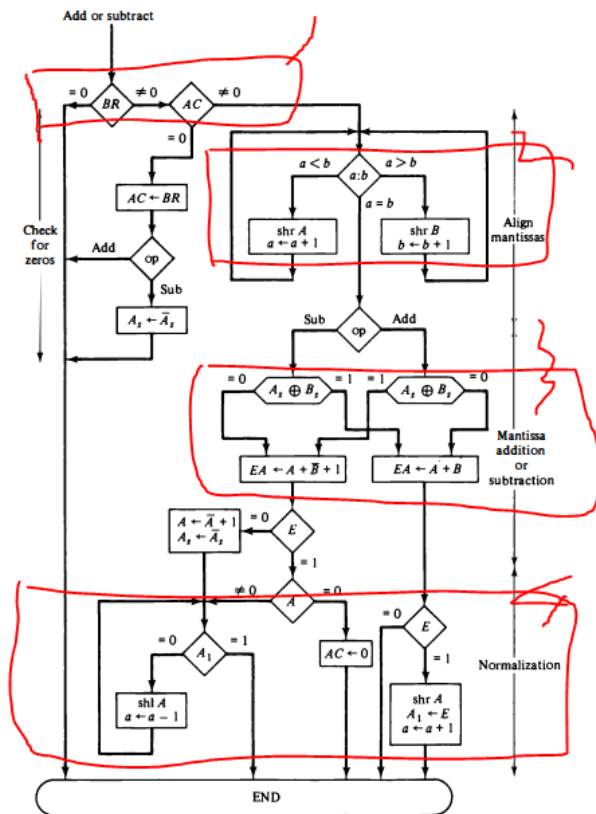 Add or subtract
= 0 BR ≠ 0 AC ≠ 0
= 0
AC ← BR
Check for zeros
Add op
Sub
A_s ← A̅_s
a < b a:b a > b
a = b
shr A
a ← a + 1
shr B
b ← b + 1
Align mantissas
Sub op Add
= 0 A_s ⊕ B_s = 1 = 1 A_s ⊕ B_s = 0
EA ← A + B̅ + 1
EA ← A + B
Mantissa addition or subtraction
A ← A̅ + 1
A_s ← A̅_s
= 0 E
= 1
≠ 0 A = 0
= 0 A_1 = 1
AC ← 0
= 0 E
= 1
Normalization
shl A
a ← a − 1
shr A
A_1 ← E
a ← a + 1
END